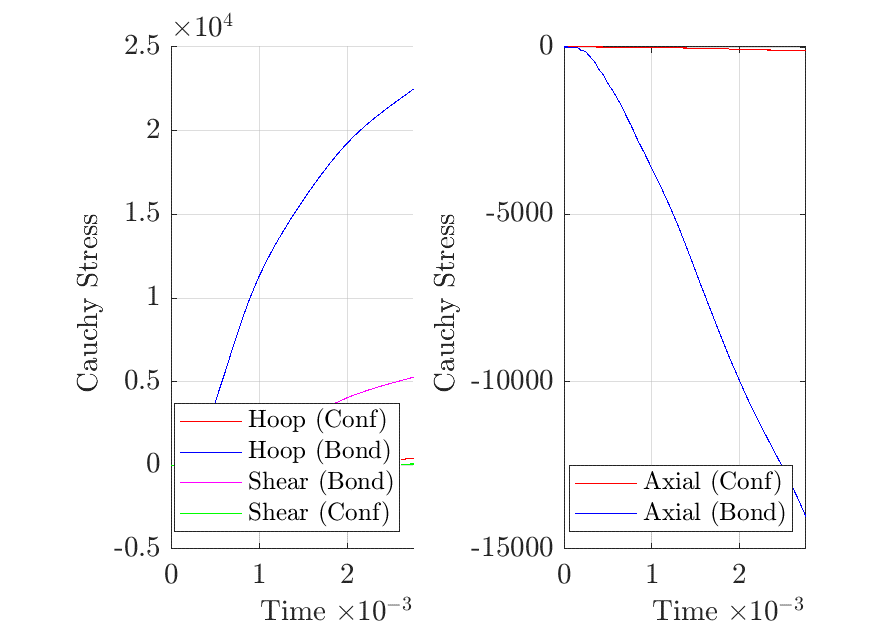 ×10⁻⁴
2.5
2
1.5
1
0.5
0
-0.5
0
1
2
Cauchy Stress
Time ×10⁻³
Hoop (Conf)
Hoop (Bond)
Shear (Bond)
Shear (Conf)
0
-5000
-10000
-15000
0
1
2
Cauchy Stress
Time ×10⁻³
Axial (Conf)
Axial (Bond)